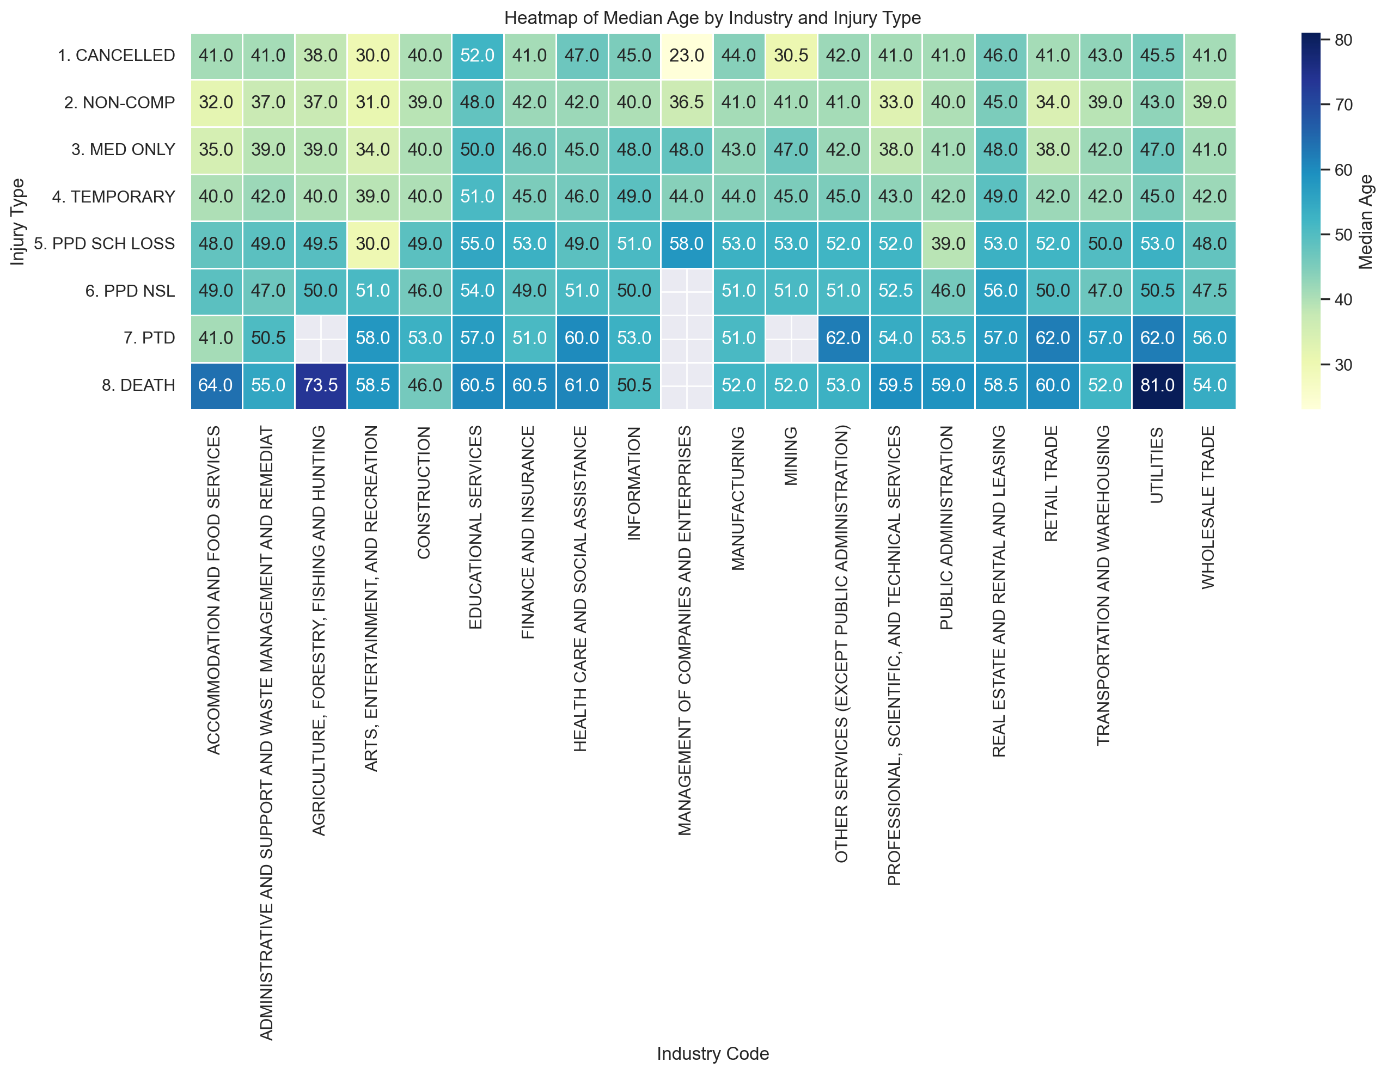 Heatmap of Median Age by Industry and Injury Type
Injury Type
1. CANCELLED 41.0 41.0 38.0 30.0 40.0 52.0 41.0 47.0 45.0 23.0 44.0 30.5 42.0 41.0 41.0 46.0 41.0 43.0 45.5 41.0
2. NON-COMP 32.0 37.0 37.0 31.0 39.0 48.0 42.0 42.0 40.0 36.5 41.0 41.0 41.0 33.0 40.0 45.0 34.0 39.0 43.0 39.0
3. MED ONLY 35.0 39.0 39.0 34.0 40.0 50.0 46.0 45.0 48.0 48.0 43.0 47.0 42.0 38.0 41.0 48.0 38.0 42.0 47.0 41.0
4. TEMPORARY 40.0 42.0 40.0 39.0 40.0 51.0 45.0 46.0 49.0 44.0 44.0 45.0 45.0 43.0 42.0 49.0 42.0 42.0 45.0 42.0
5. PPD SCH LOSS 48.0 49.0 49.5 30.0 49.0 55.0 53.0 49.0 51.0 58.0 53.0 53.0 52.0 52.0 39.0 53.0 52.0 50.0 53.0 48.0
6. PPD NSL 49.0 47.0 50.0 51.0 46.0 54.0 49.0 51.0 50.0 51.0 51.0 51.0 52.5 46.0 56.0 50.0 47.0 50.5 47.5
7. PTD 41.0 50.5 58.0 53.0 57.0 51.0 60.0 53.0 51.0 62.0 54.0 53.5 57.0 62.0 57.0 62.0 56.0
8. DEATH 64.0 55.0 73.5 58.5 46.0 60.5 60.5 61.0 50.5 52.0 52.0 53.0 59.5 59.0 58.5 60.0 52.0 81.0 54.0
ACCOMMODATION AND FOOD SERVICES
ADMINISTRATIVE AND SUPPORT AND WASTE MANAGEMENT AND REMEDIAT
AGRICULTURE, FORESTRY, FISHING AND HUNTING
ARTS, ENTERTAINMENT, AND RECREATION
CONSTRUCTION
EDUCATIONAL SERVICES
FINANCE AND INSURANCE
HEALTH CARE AND SOCIAL ASSISTANCE
INFORMATION
MANAGEMENT OF COMPANIES AND ENTERPRISES
MANUFACTURING
MINING
OTHER SERVICES (EXCEPT PUBLIC ADMINISTRATION)
PROFESSIONAL, SCIENTIFIC, AND TECHNICAL SERVICES
PUBLIC ADMINISTRATION
REAL ESTATE AND RENTAL AND LEASING
RETAIL TRADE
TRANSPORTATION AND WAREHOUSING
UTILITIES
WHOLESALE TRADE
Industry Code
80
70
60
50
40
30
Median Age